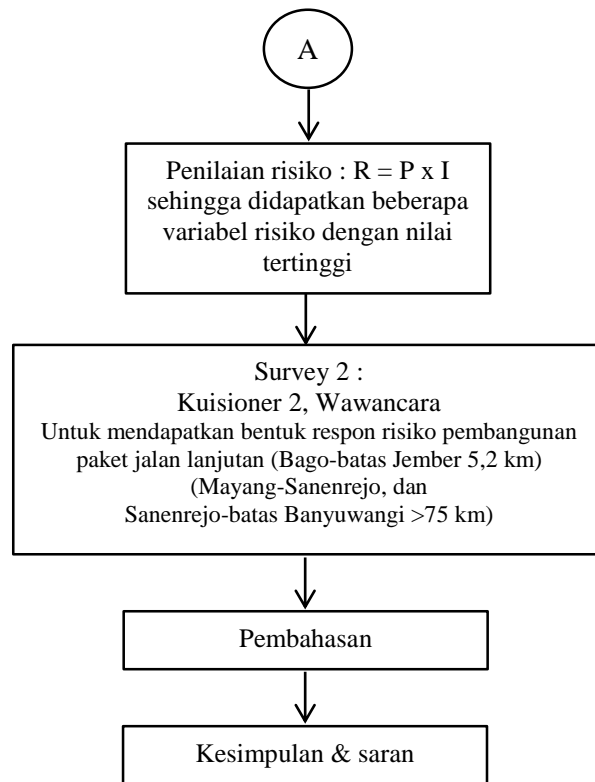 A
Penilaian risiko : R = P x I
sehingga didapatkan beberapa
variabel risiko dengan nilai
tertinggi
Survey 2 :
Kuisioner 2, Wawancara
Untuk mendapatkan bentuk respon risiko pembangunan
paket jalan lanjutan (Bago-batas Jember 5,2 km)
(Mayang-Sanenrejo, dan
Sanenrejo-batas Banyuwangi >75 km)
Pembahasan
Kesimpulan & saran